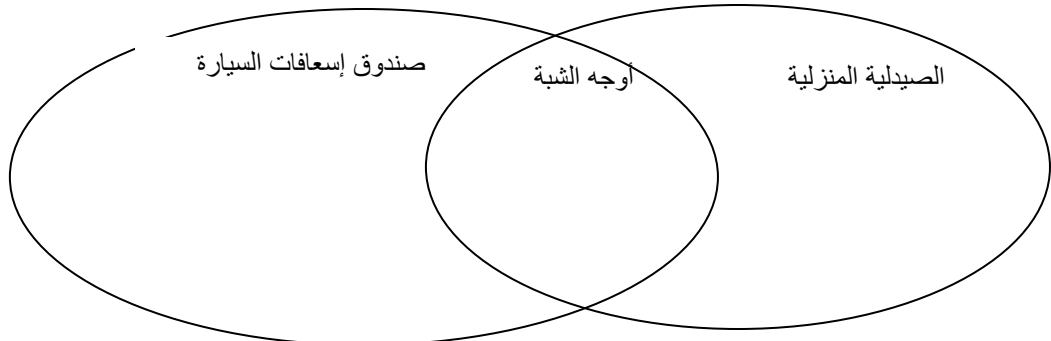 الصيدلية المنزلية
أوجه الشبة
صندوق إسعافات السيارة